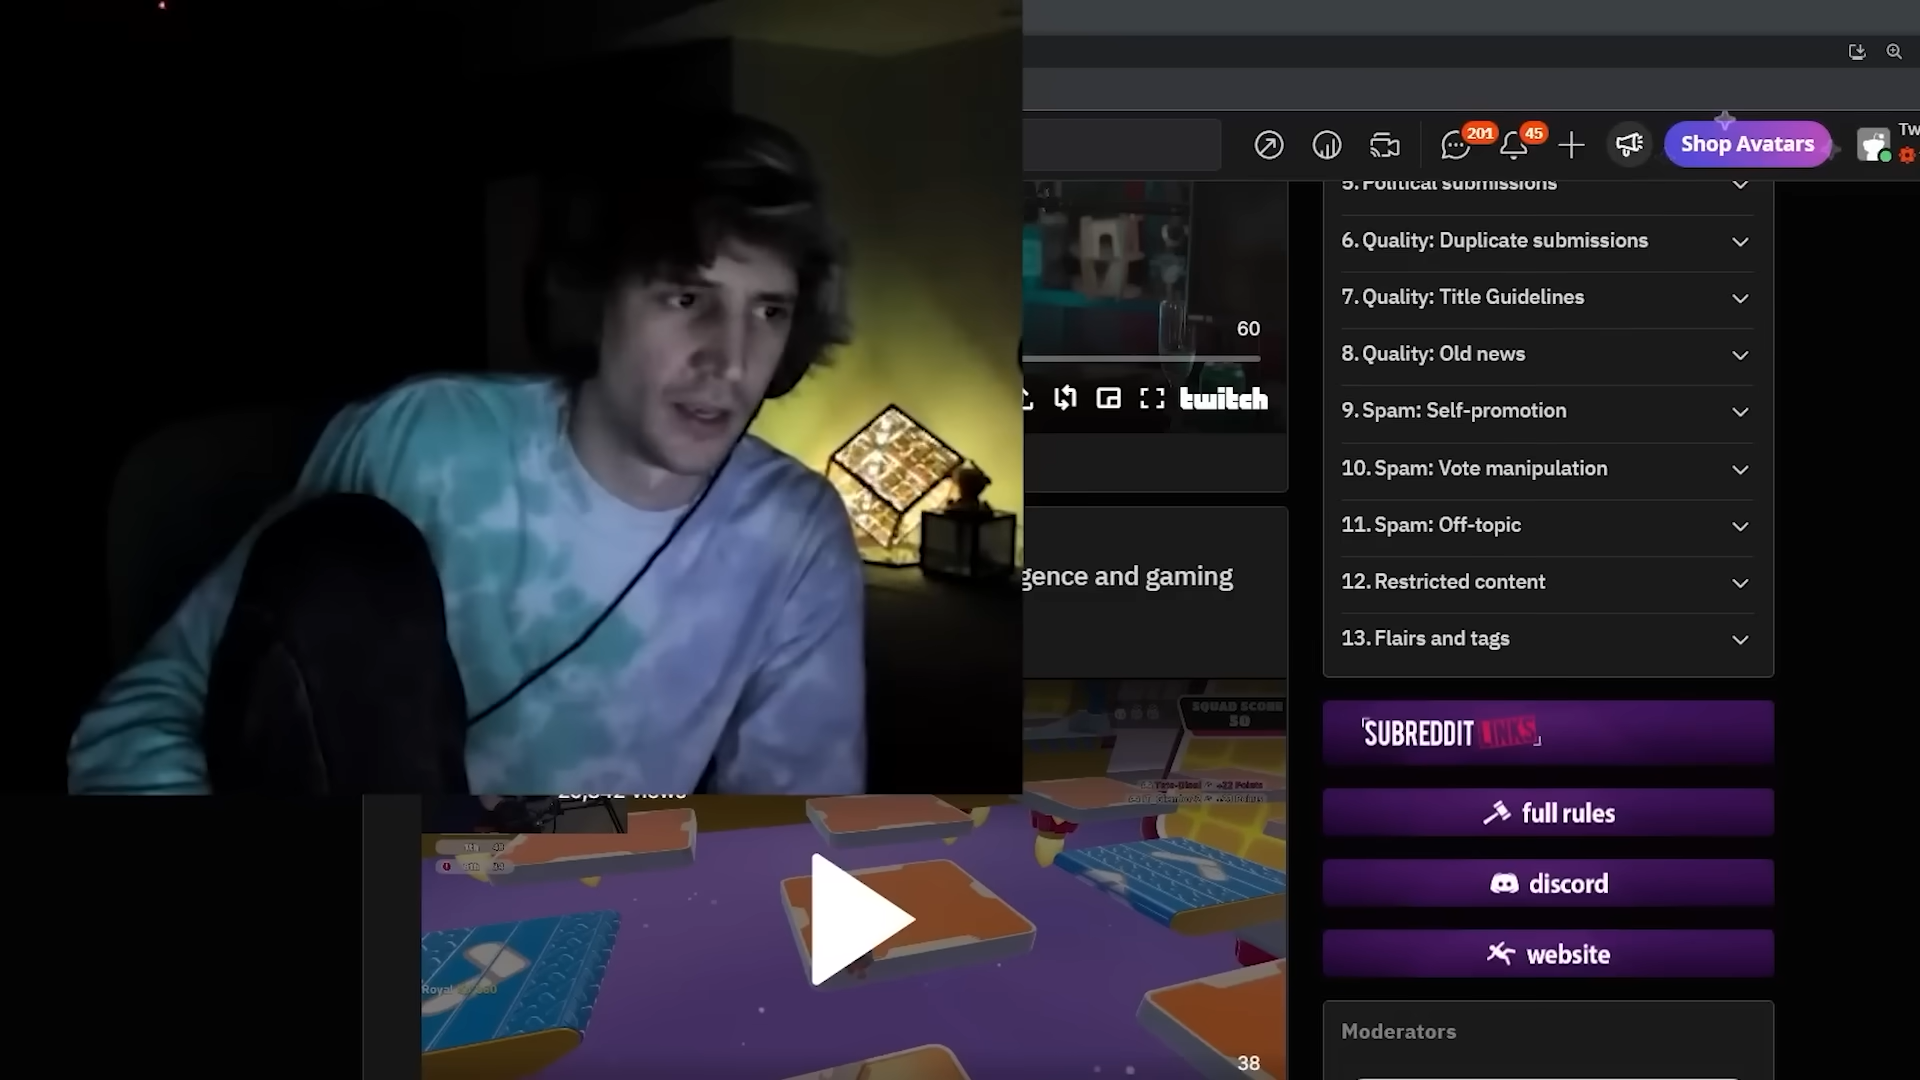 201
45
Shop Avatars
Tw
5. Political submissions
6. Quality: Duplicate submissions
60
7. Quality: Title Guidelines
8. Quality: Old news
twitch
9. Spam: Self-promotion
10. Spam: Vote manipulation
11. Spam: Off-topic
gence and gaming
12. Restricted content
13. Flairs and tags
SQUAD SCORE
50
SUBREDDIT LINKS
views
full rules
discord
website
Royal
Moderators
38